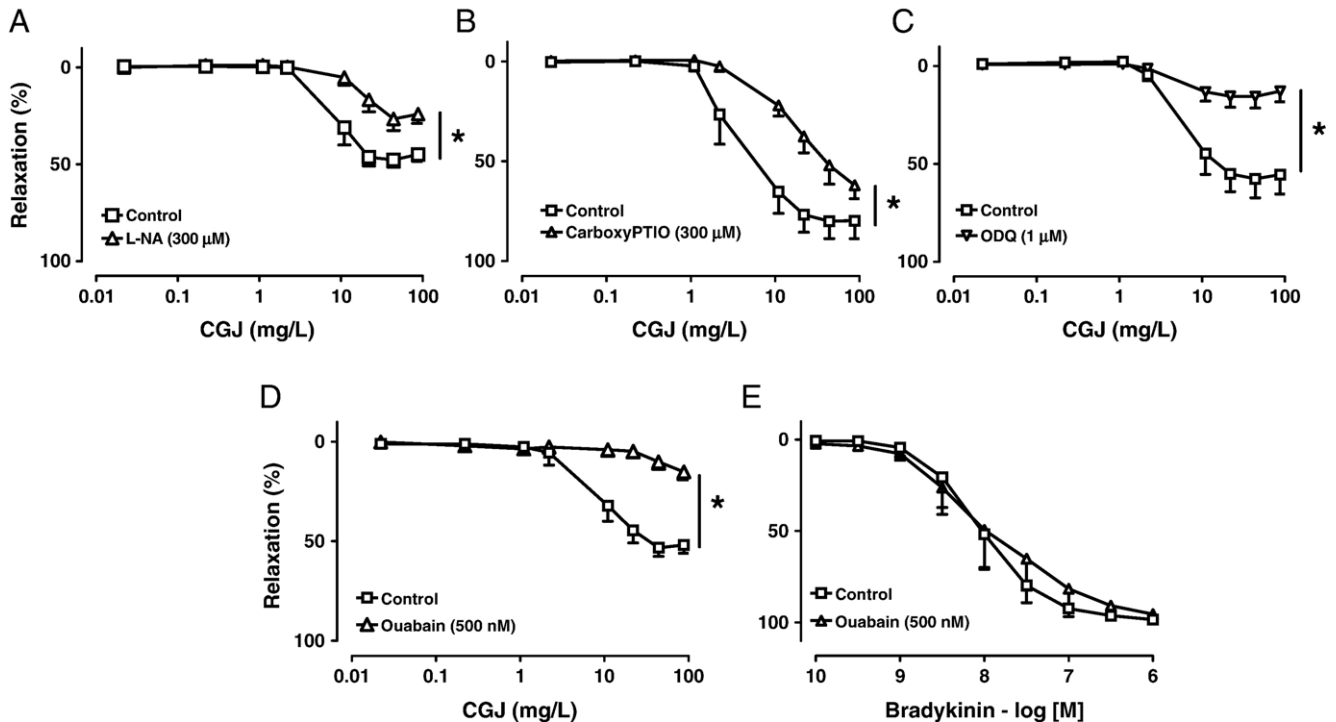 A
Relaxation (%)
0
50
100
Control
L-NA (300 µM)
0.01 0.1 1 10 100
CGJ (mg/L)
B
0
50
100
Control
CarboxyPTIO (300 µM)
0.01 0.1 1 10 100
CGJ (mg/L)
C
0
50
100
Control
ODQ (1 µM)
0.01 0.1 1 10 100
CGJ (mg/L)
*
*
*
D
Relaxation (%)
0
50
100
Control
Ouabain (500 nM)
0.01 0.1 1 10 100
CGJ (mg/L)
*
E
0
50
100
Control
Ouabain (500 nM)
10 9 8 7 6
Bradykinin - log [M]